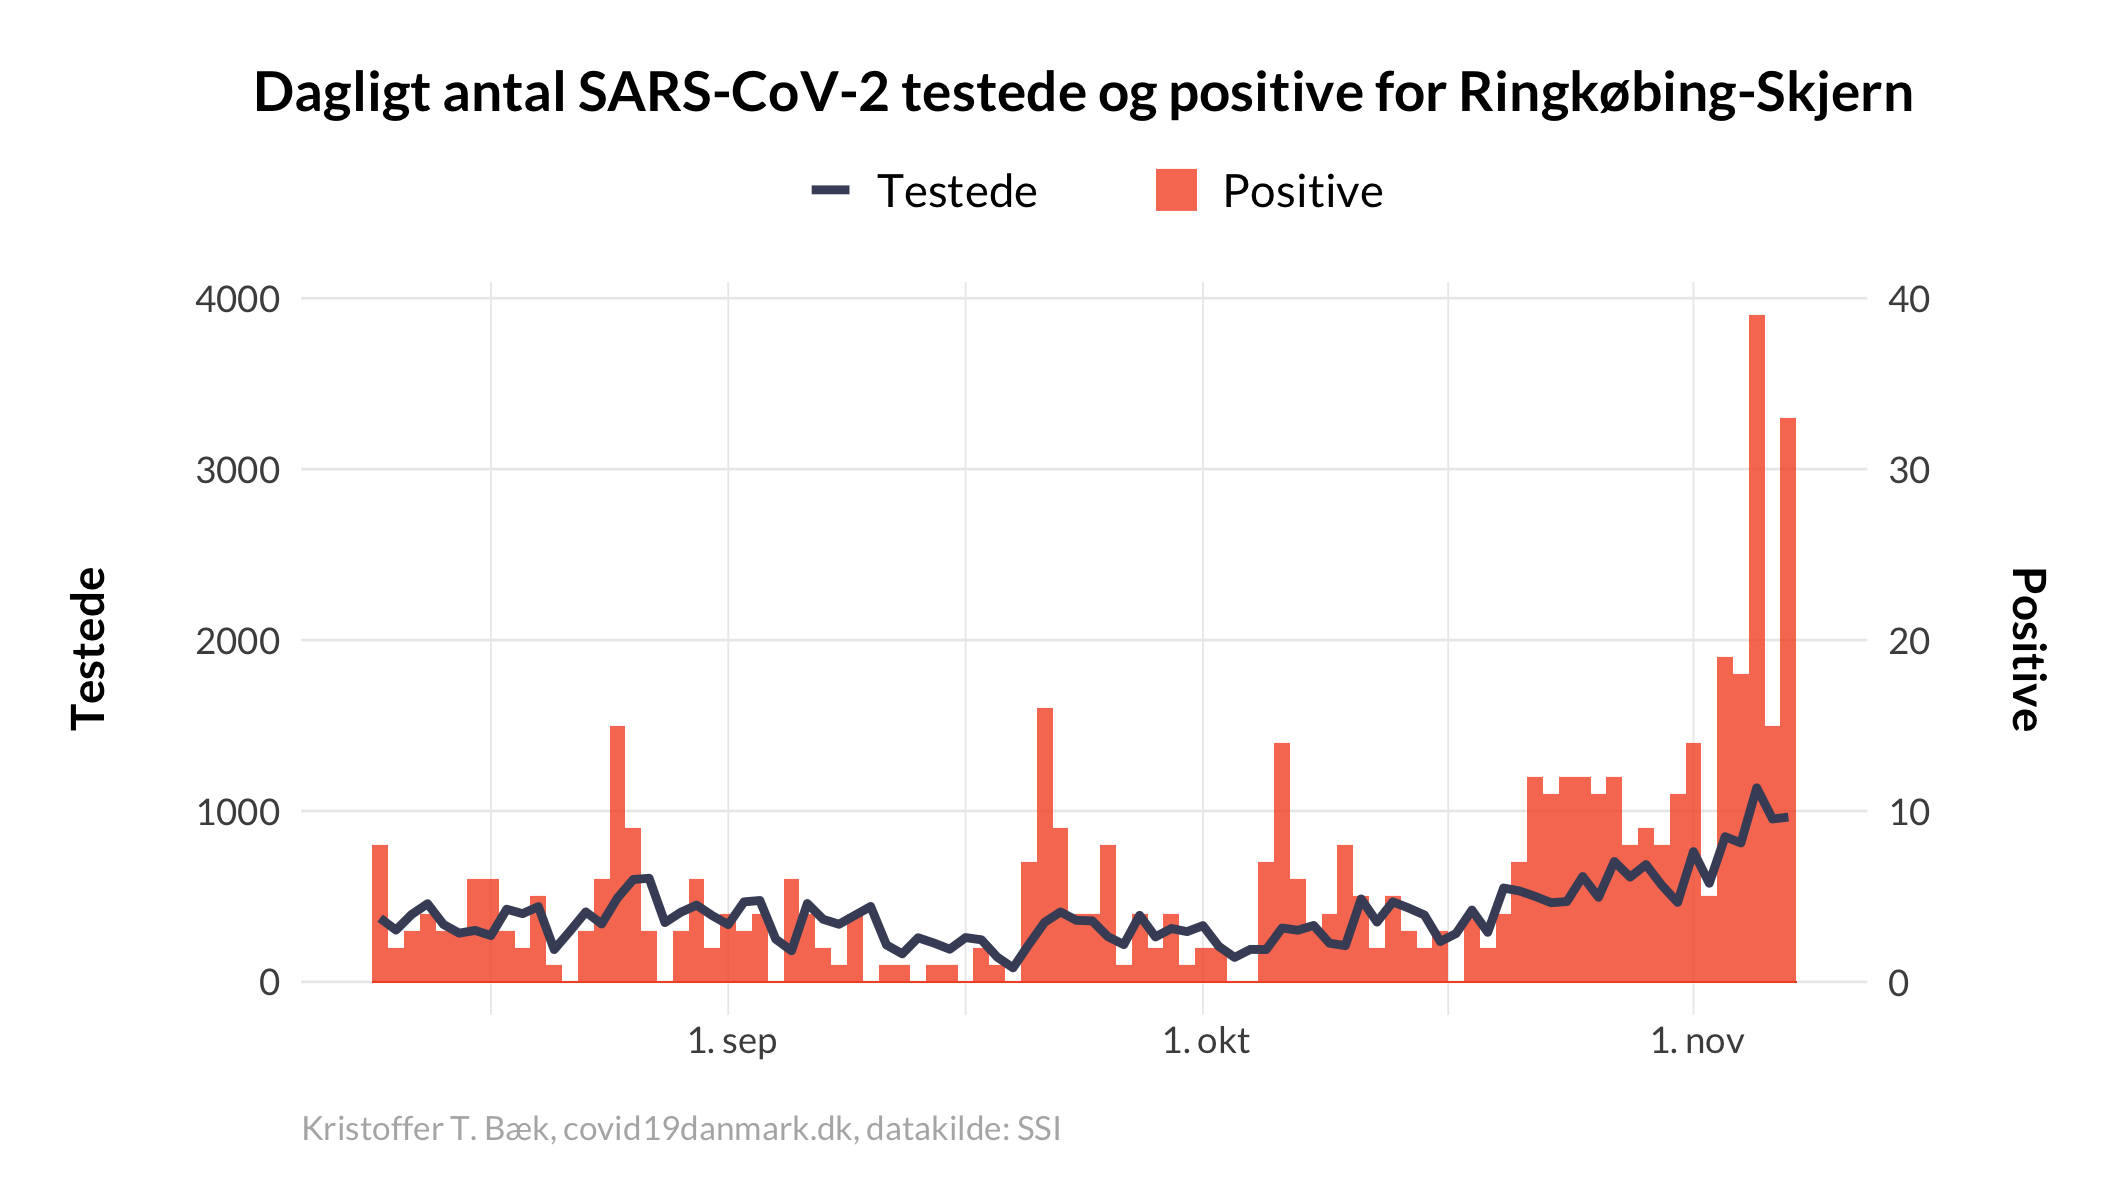 Dagligt antal SARS-CoV-2 testede og positive for Ringkøbing-Skjern
Testede
Positive
4000
3000
2000
1000
0
40
30
20
10
0
Testede
Positive
1. sep
1. okt
1. nov
Kristoffer T. Bæk, covid19danmark.dk, datakilde: SSI